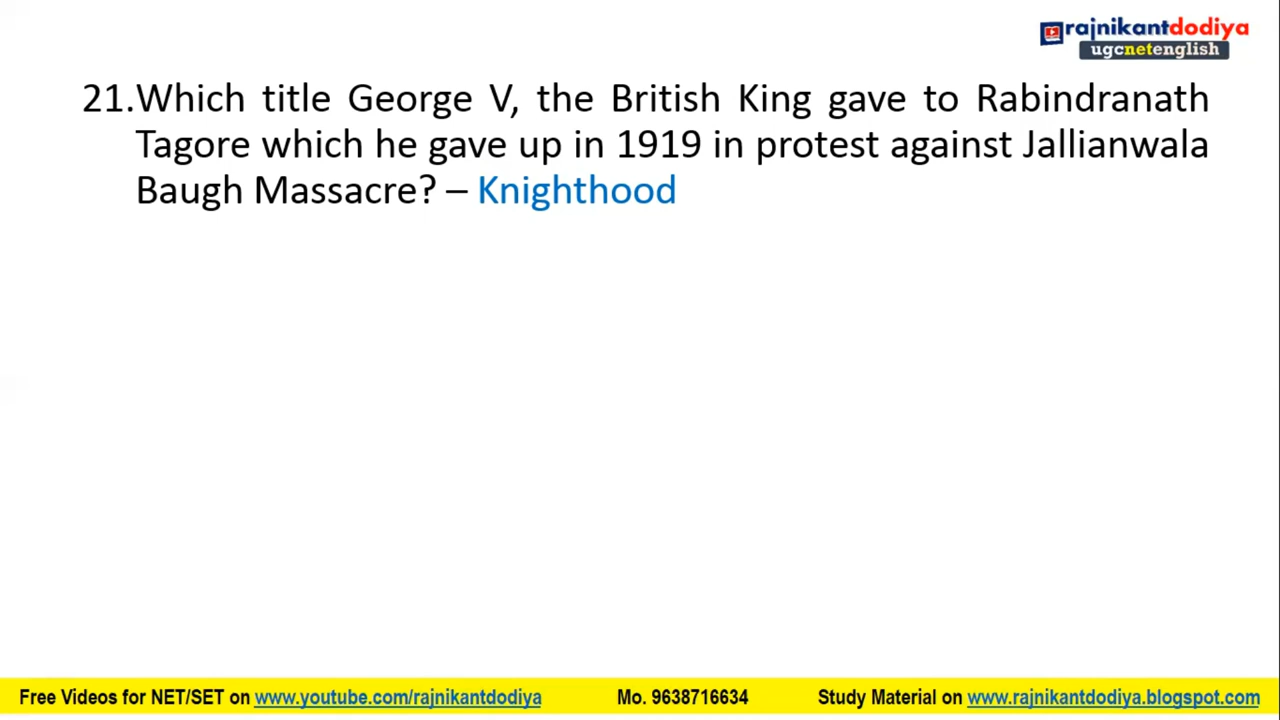 rajnikantdodiya
ugcnetenglish
21.Which title George V, the British King gave to Rabindranath
Tagore which he gave up in 1919 in protest against Jallianwala
Baugh Massacre? – Knighthood
Free Videos for NET/SET on www.youtube.com/rajnikantdodiya Mo. 9638716634 Study Material on www.rajnikantdodiya.blogspot.com